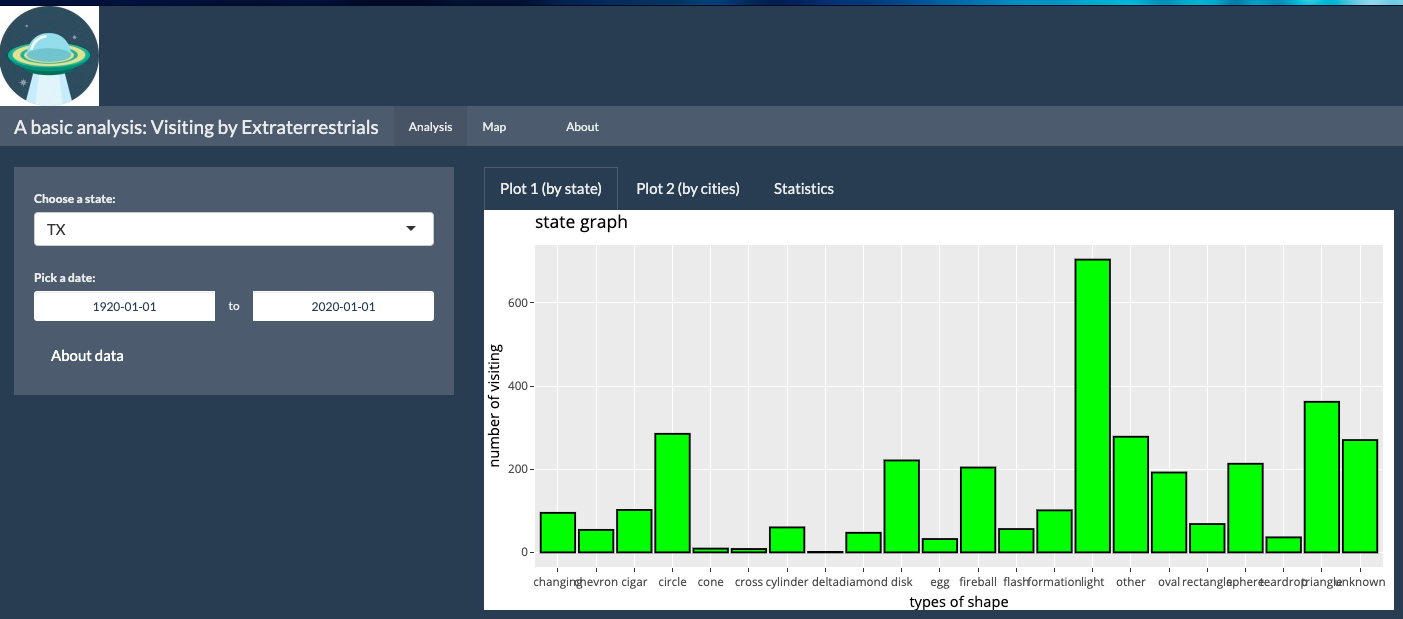 A basic analysis: Visiting by Extraterrestrials Analysis Map About
Choose a state:
TX
Pick a date:
1920-01-01 to 2020-01-01
About data
Plot 1 (by state) Plot 2 (by cities) Statistics
state graph
number of visiting
600
400
200
0
changing chevron cigar circle cone cross cylinder delta diamond disk egg fireball flash formation light other oval rectangle sphere teardrop triangle unknown
types of shape